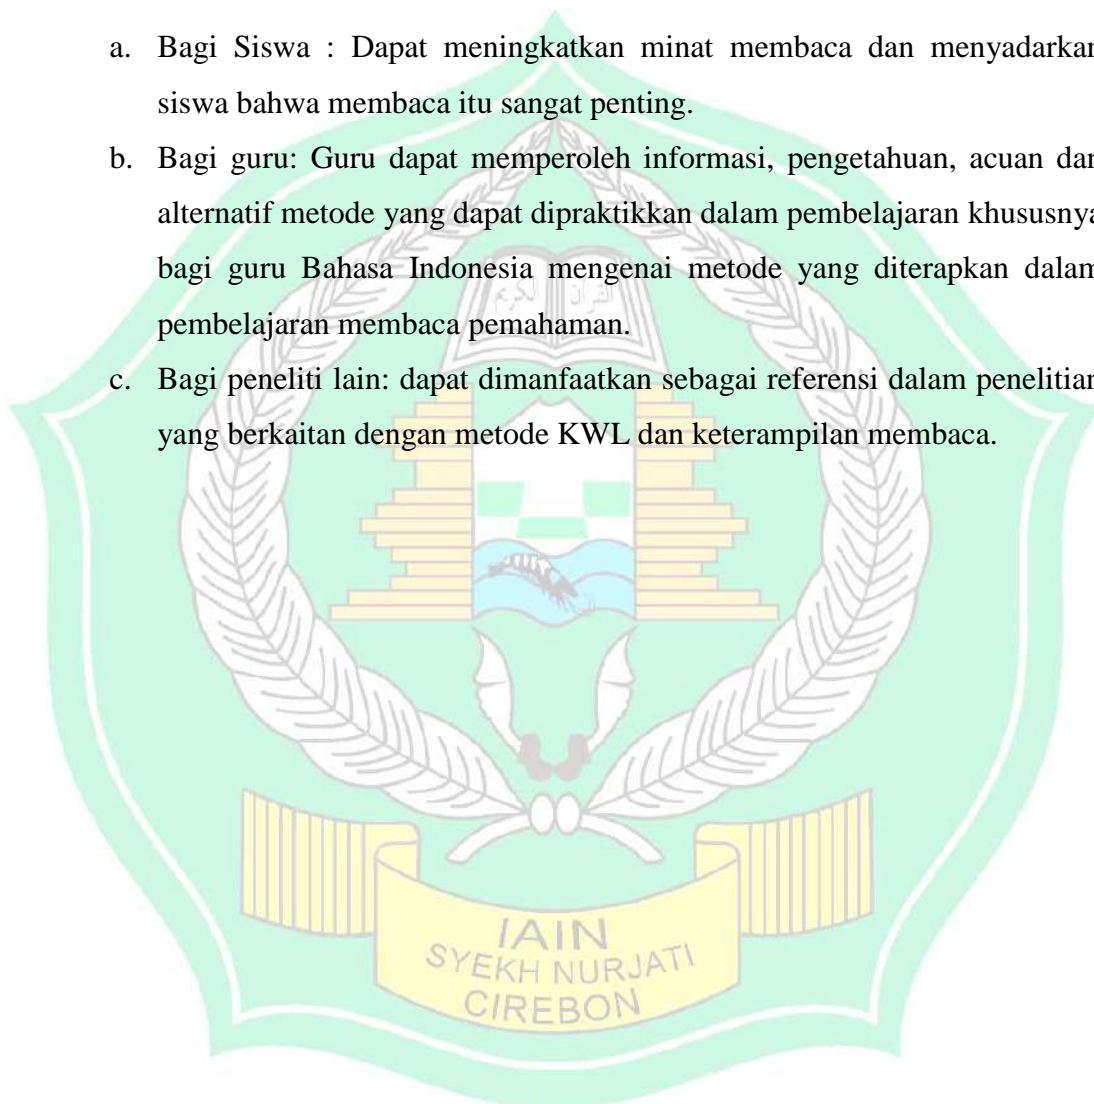 a. Bagi Siswa : Dapat meningkatkan minat membaca dan menyadarkan
siswa bahwa membaca itu sangat penting.
b. Bagi guru: Guru dapat memperoleh informasi, pengetahuan, acuan dan
alternatif metode yang dapat dipraktikkan dalam pembelajaran khususnya
bagi guru Bahasa Indonesia mengenai metode yang diterapkan dalam
pembelajaran membaca pemahaman.
c. Bagi peneliti lain: dapat dimanfaatkan sebagai referensi dalam penelitian
yang berkaitan dengan metode KWL dan keterampilan membaca.
القرآن الكريم
IAIN
SYEKH NURJATI
CIREBON